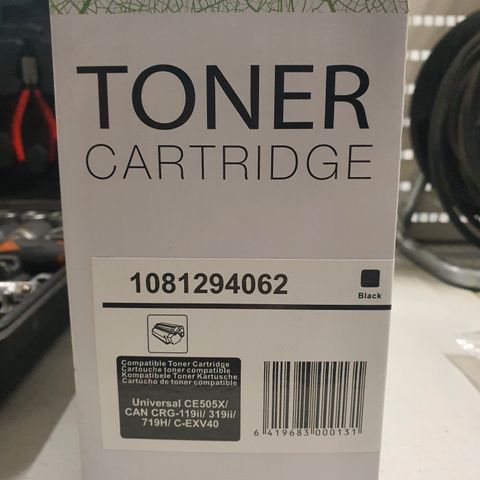 TONER
CARTRIDGE
1081294062
Black
Compatible Toner Cartridge
Cartouche toner compatible
Kompatibele Toner Kartusche
Cartucho de toner compatible
Universal CE505X/
CAN CRG-119ii/ 319ii/
719H/ C-EXV40
6 419683 000131